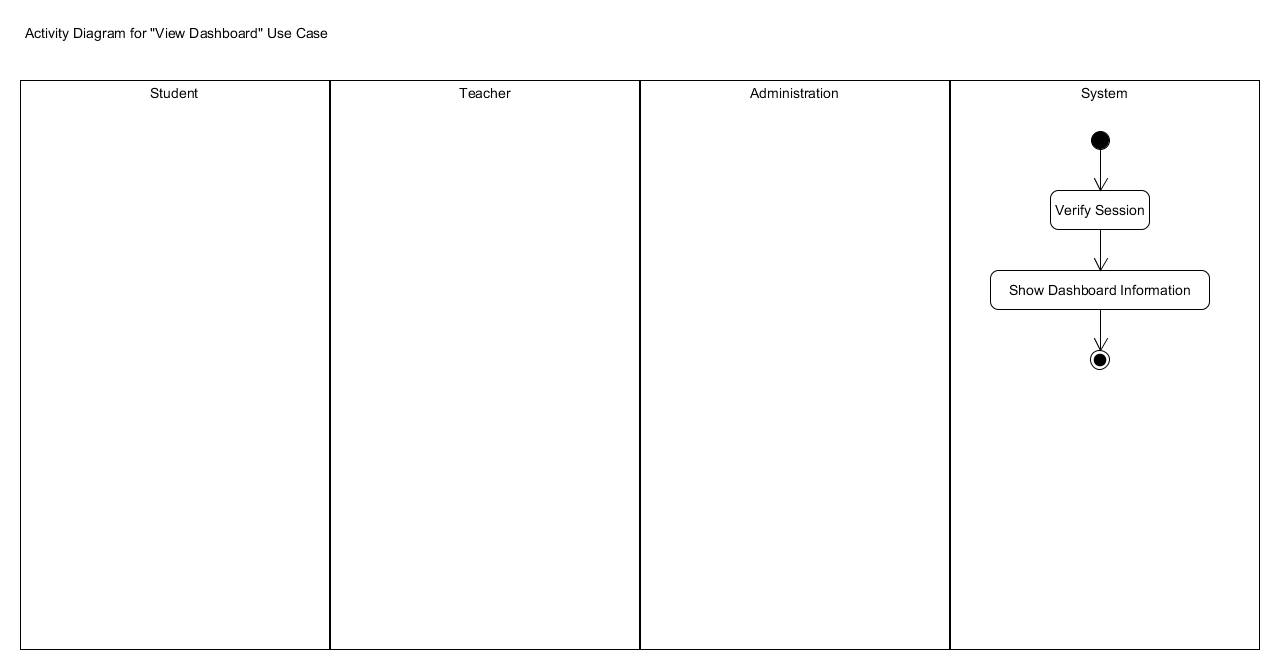 Activity Diagram for "View Dashboard" Use Case
Student
Teacher
Administration
System
Verify Session
Show Dashboard Information